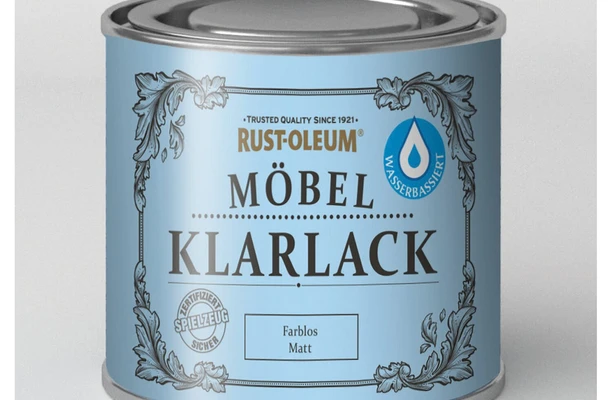 •TRUSTED QUALITY SINCE 1921•
RUST-OLEUM®
WASSERBASIERT
MÖBEL
KLARLACK
ZERTIFIZIERT
SPIELZEUG
SICHER
Farblos
Matt